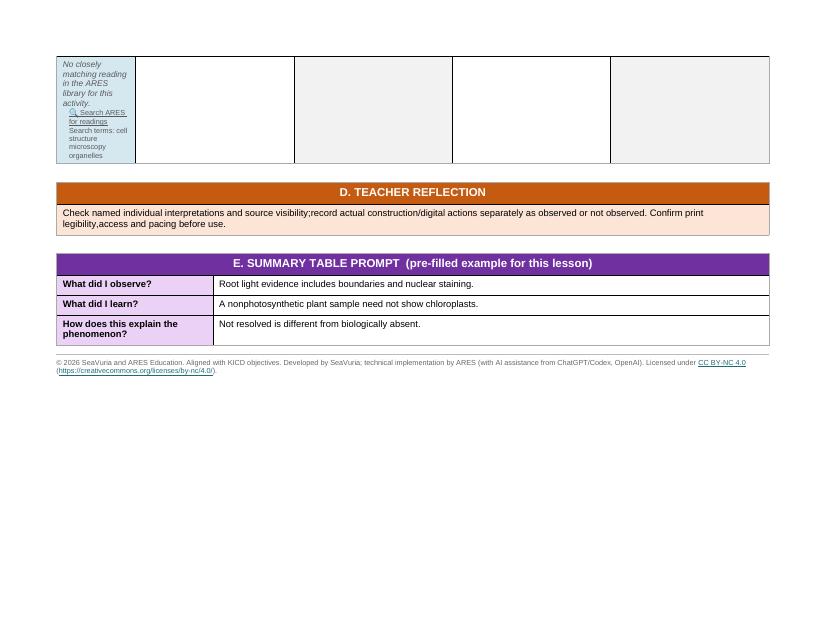 No closely
matching reading
in the ARES
library for this
activity.
🔍 Search ARES
for readings
Search terms: cell
structure
microscopy
organelles
D. TEACHER REFLECTION
Check named individual interpretations and source visibility;record actual construction/digital actions separately as observed or not observed. Confirm print
legibility,access and pacing before use.
E. SUMMARY TABLE PROMPT (pre-filled example for this lesson)
What did I observe?
Root light evidence includes boundaries and nuclear staining.
What did I learn?
A nonphotosynthetic plant sample need not show chloroplasts.
How does this explain the
phenomenon?
Not resolved is different from biologically absent.
© 2026 SeaVuria and ARES Education. Aligned with KICD objectives. Developed by SeaVuria; technical implementation by ARES (with AI assistance from ChatGPT/Codex, OpenAI). Licensed under CC BY-NC 4.0
(https://creativecommons.org/licenses/by-nc/4.0/).